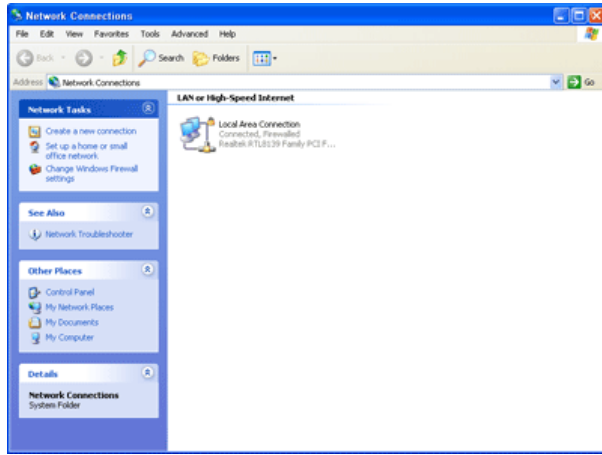 Network Connections
File Edit View Favorites Tools Advanced Help
Back Search Folders
Address Network Connections Go
Network Tasks
Create a new connection
Set up a home or small
office network
Change Windows Firewall
settings
See Also
Network Troubleshooter
Other Places
Control Panel
My Network Places
My Documents
My Computer
Details
Network Connections
System Folder
LAN or High-Speed Internet
Local Area Connection
Connected, Firewalled
Realtek RTL8139 Family PCI F...